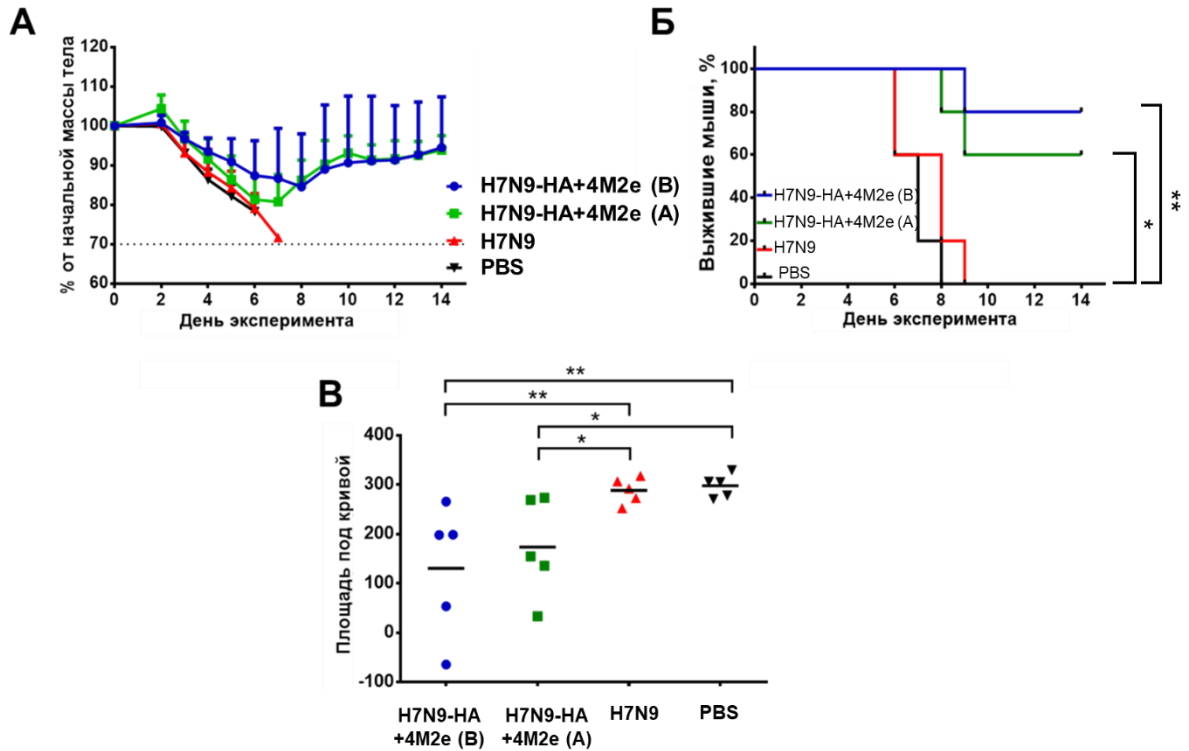 А
% от начальной массы тела
120
110
100
90
80
70
60
0 2 4 6 8 10 12 14
День эксперимента
H7N9-HA+4M2e (B)
H7N9-HA+4M2e (A)
H7N9
PBS
Б
Выжившие мыши, %
100
80
60
40
20
0
0 2 4 6 8 10 12 14
День эксперимента
H7N9-HA+4M2e (B)
H7N9-HA+4M2e (A)
H7N9
PBS
*
**
В
Площадь под кривой
400
300
200
100
0
-100
**
**
*
*
H7N9-HA
+4M2e (B)
H7N9-HA
+4M2e (A)
H7N9
PBS